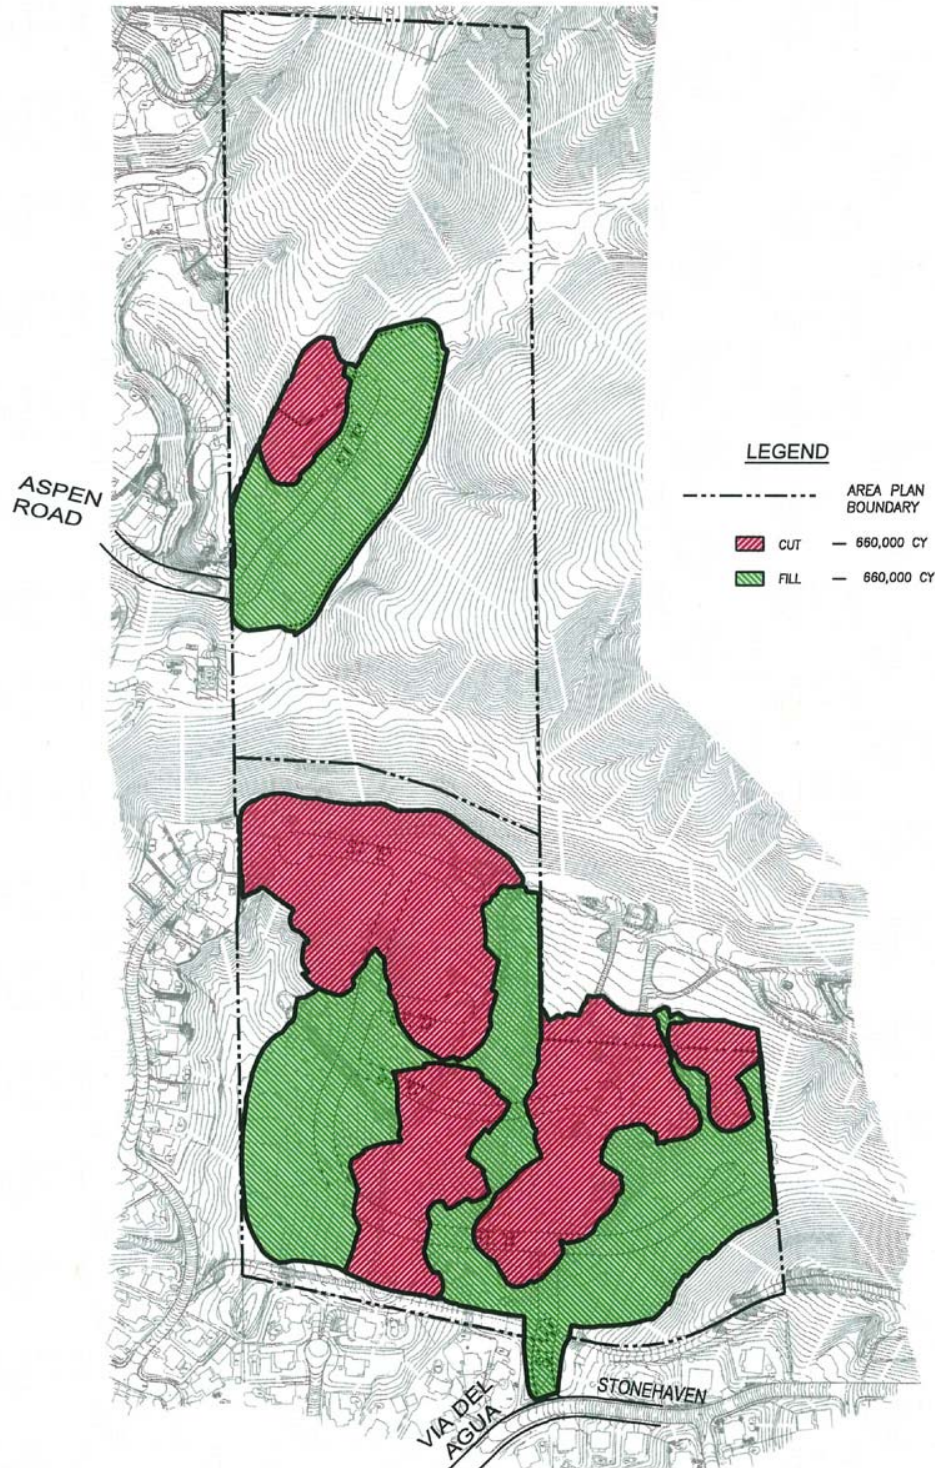 LEGEND
AREA PLAN
BOUNDARY
CUT — 660,000 CY
FILL — 660,000 CY
ASPEN
ROAD
STONEHAVEN
VIA DEL
AGUA